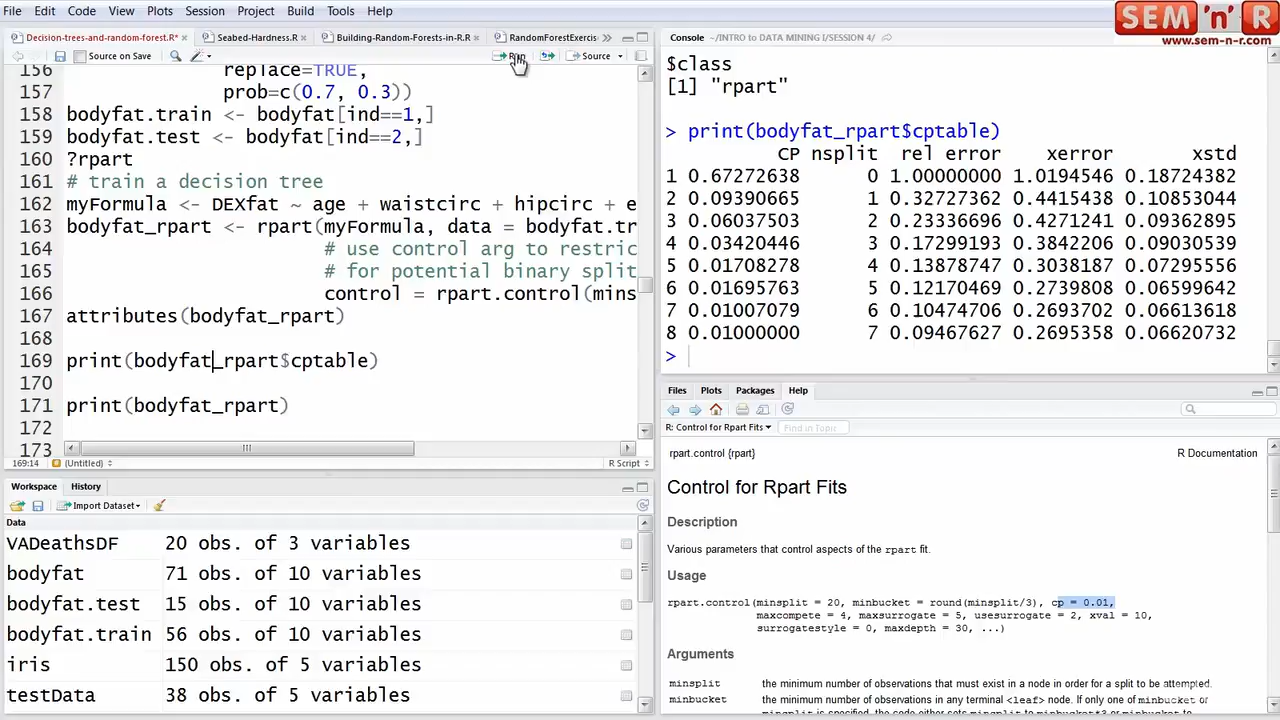 File Edit Code View Plots Session Project Build Tools Help
SEM 'n' R
www.sem-n-r.com
Decision-trees-and-random-forest.R* Seabed-Hardness.R Building-Random-Forests-in-R.R RandomForestExercis
Source on Save Run Source
156 replace=TRUE,
157 prob=c(0.7, 0.3))
158 bodyfat.train <- bodyfat[ind==1,]
159 bodyfat.test <- bodyfat[ind==2,]
160 ?rpart
161 # train a decision tree
162 myFormula <- DEXfat ~ age + waistcirc + hipcirc + e
163 bodyfat_rpart <- rpart(myFormula, data = bodyfat.tr
164 # use control arg to restric
165 # for potential binary split
166 control = rpart.control(mins
167 attributes(bodyfat_rpart)
168
169 print(bodyfat_rpart$cptable)
170
171 print(bodyfat_rpart)
172
173
169:14 (Untitled) R Script
Workspace History
Import Dataset
Data
VADeathsDF 20 obs. of 3 variables
bodyfat 71 obs. of 10 variables
bodyfat.test 15 obs. of 10 variables
bodyfat.train 56 obs. of 10 variables
iris 150 obs. of 5 variables
testData 38 obs. of 5 variables
Console ~/INTRO to DATA MINING I/SESSION 4/
$class
[1] "rpart"
> print(bodyfat_rpart$cptable)
CP nsplit rel error xerror xstd
1 0.67272638 0 1.00000000 1.0194546 0.18724382
2 0.09390665 1 0.32727362 0.4415438 0.10853044
3 0.06037503 2 0.23336696 0.4271241 0.09362895
4 0.03420446 3 0.17299193 0.3842206 0.09030539
5 0.01708278 4 0.13878747 0.3038187 0.07295556
6 0.01695763 5 0.12170469 0.2739808 0.06599642
7 0.01007079 6 0.10474706 0.2693702 0.06613618
8 0.01000000 7 0.09467627 0.2695358 0.06620732
>
Files Plots Packages Help
R: Control for Rpart Fits Find in Topic
rpart.control {rpart} R Documentation
Control for Rpart Fits
Description
Various parameters that control aspects of the rpart fit.
Usage
rpart.control(minsplit = 20, minbucket = round(minsplit/3), cp = 0.01,
maxcompete = 4, maxsurrogate = 5, usesurrogate = 2, xval = 10,
surrogatestyle = 0, maxdepth = 30, ...)
Arguments
minsplit the minimum number of observations that must exist in a node in order for a split to be attempted.
minbucket the minimum number of observations in any terminal <leaf> node. If only one of minbucket or
minsplit is specified, the code either sets minsplit to minbucket*3 or minbucket to